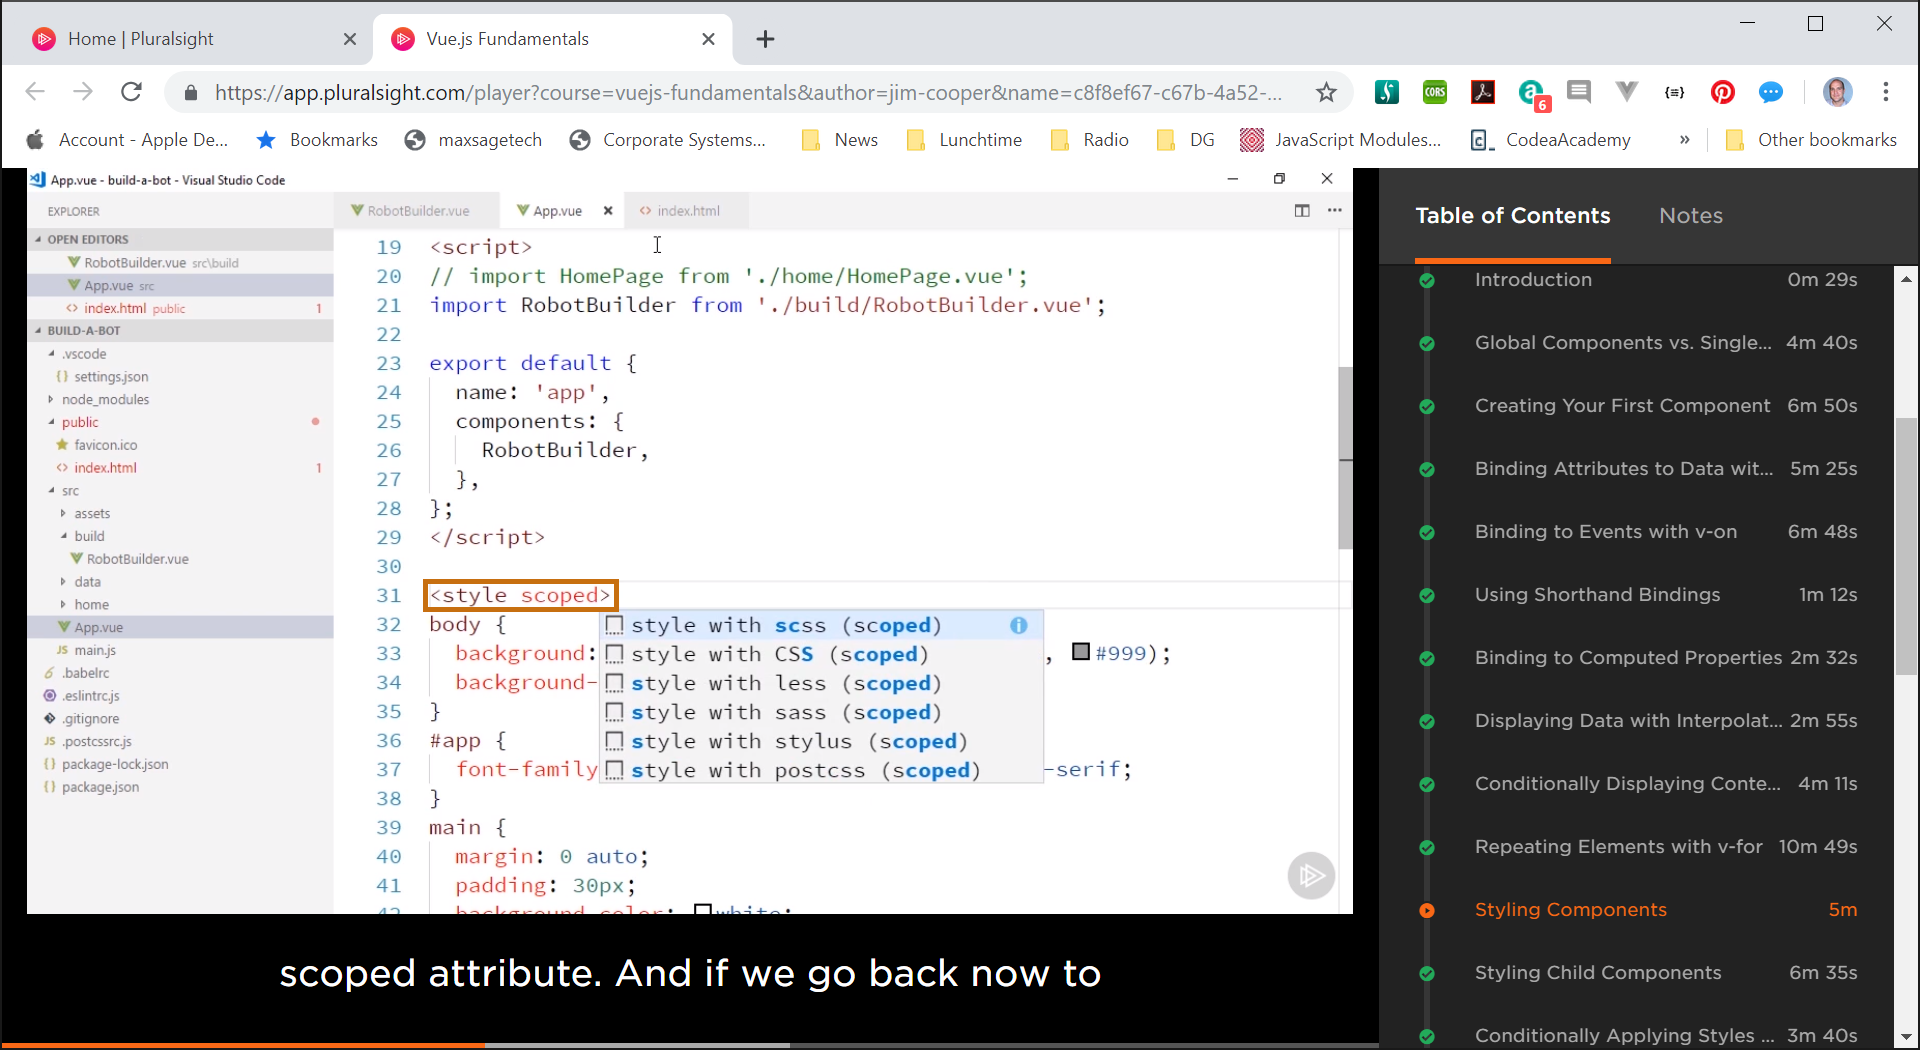 Home | Pluralsight
Vue.js Fundamentals
https://app.pluralsight.com/player?course=vuejs-fundamentals&author=jim-cooper&name=c8f8ef67-c67b-4a52-...
CORS
6
Account - Apple De...
Bookmarks
maxsagetech
Corporate Systems...
News
Lunchtime
Radio
DG
JavaScript Modules...
CodeaAcademy
»
Other bookmarks
App.vue - build-a-bot - Visual Studio Code
EXPLORER
OPEN EDITORS
RobotBuilder.vue src\build
App.vue src
index.html public 1
BUILD-A-BOT
.vscode
{} settings.json
node_modules
public
favicon.ico
<> index.html 1
src
assets
build
RobotBuilder.vue
data
home
App.vue
JS main.js
.babelrc
.eslintrc.js
.gitignore
JS .postcssrc.js
{} package-lock.json
{} package.json
RobotBuilder.vue
App.vue
<> index.html
19 <script>
20 // import HomePage from './home/HomePage.vue';
21 import RobotBuilder from './build/RobotBuilder.vue';
22
23 export default {
24 name: 'app',
25 components: {
26 RobotBuilder,
27 },
28 };
29 </script>
30
31 <style scoped>
32 body {
33 background: , #999);
34 background-
35 }
36 #app {
37 font-family -serif;
38 }
39 main {
40 margin: 0 auto;
41 padding: 30px;
42 background-color: white;
style with scss (scoped)
style with CSS (scoped)
style with less (scoped)
style with sass (scoped)
style with stylus (scoped)
style with postcss (scoped)
scoped attribute. And if we go back now to
Table of Contents
Notes
Introduction 0m 29s
Global Components vs. Single... 4m 40s
Creating Your First Component 6m 50s
Binding Attributes to Data wit... 5m 25s
Binding to Events with v-on 6m 48s
Using Shorthand Bindings 1m 12s
Binding to Computed Properties 2m 32s
Displaying Data with Interpolat... 2m 55s
Conditionally Displaying Conte... 4m 11s
Repeating Elements with v-for 10m 49s
Styling Components 5m
Styling Child Components 6m 35s
Conditionally Applying Styles ... 3m 40s